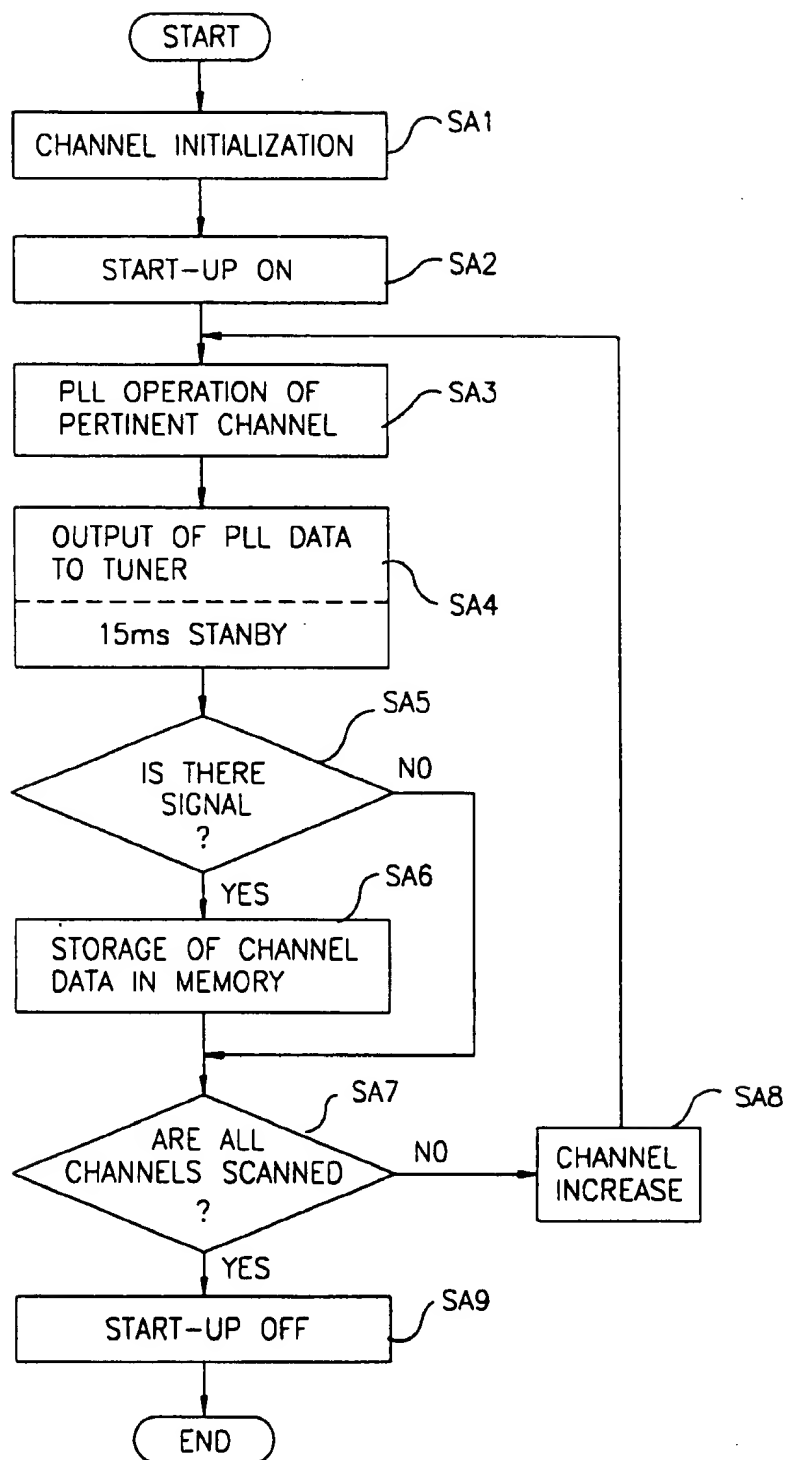 START
CHANNEL INITIALIZATION
SA1
START-UP ON
SA2
PLL OPERATION OF
PERTINENT CHANNEL
SA3
OUTPUT OF PLL DATA
TO TUNER
SA4
15ms STANBY
SA5
IS THERE
SIGNAL
?
NO
YES
SA6
STORAGE OF CHANNEL
DATA IN MEMORY
SA7
ARE ALL
CHANNELS SCANNED
?
NO
SA8
CHANNEL
INCREASE
YES
START-UP OFF
SA9
END